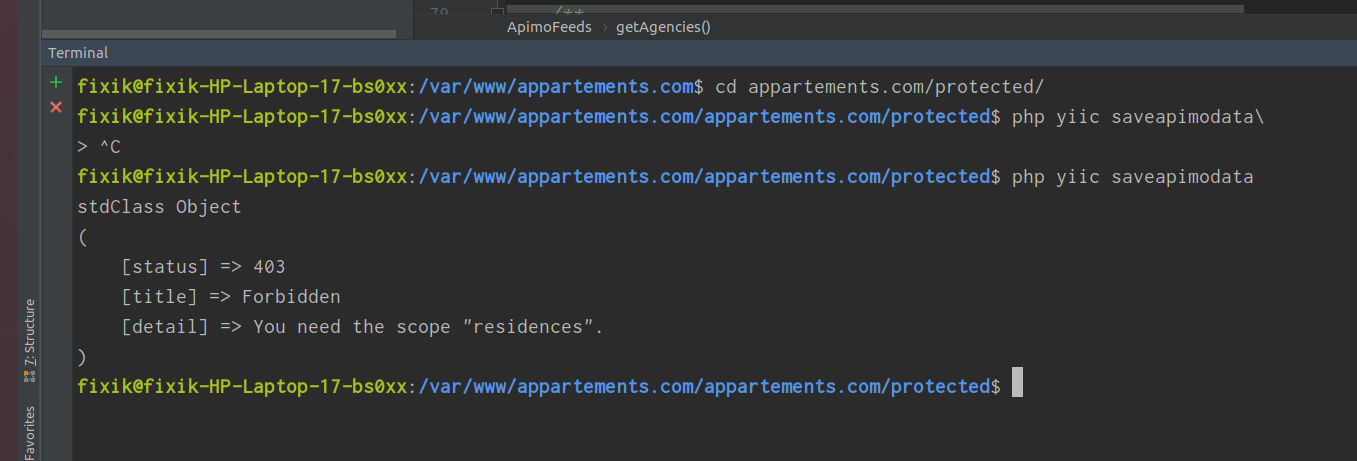 79 /**
ApimoFeeds › getAgencies()
Terminal
fixik@fixik-HP-Laptop-17-bs0xx:/var/www/appartements.com$ cd appartements.com/protected/
fixik@fixik-HP-Laptop-17-bs0xx:/var/www/appartements.com/appartements.com/protected$ php yiic saveapimodata\
> ^C
fixik@fixik-HP-Laptop-17-bs0xx:/var/www/appartements.com/appartements.com/protected$ php yiic saveapimodata
stdClass Object
(
    [status] => 403
    [title] => Forbidden
    [detail] => You need the scope "residences".
)
fixik@fixik-HP-Laptop-17-bs0xx:/var/www/appartements.com/appartements.com/protected$
7: Structure
Favorites